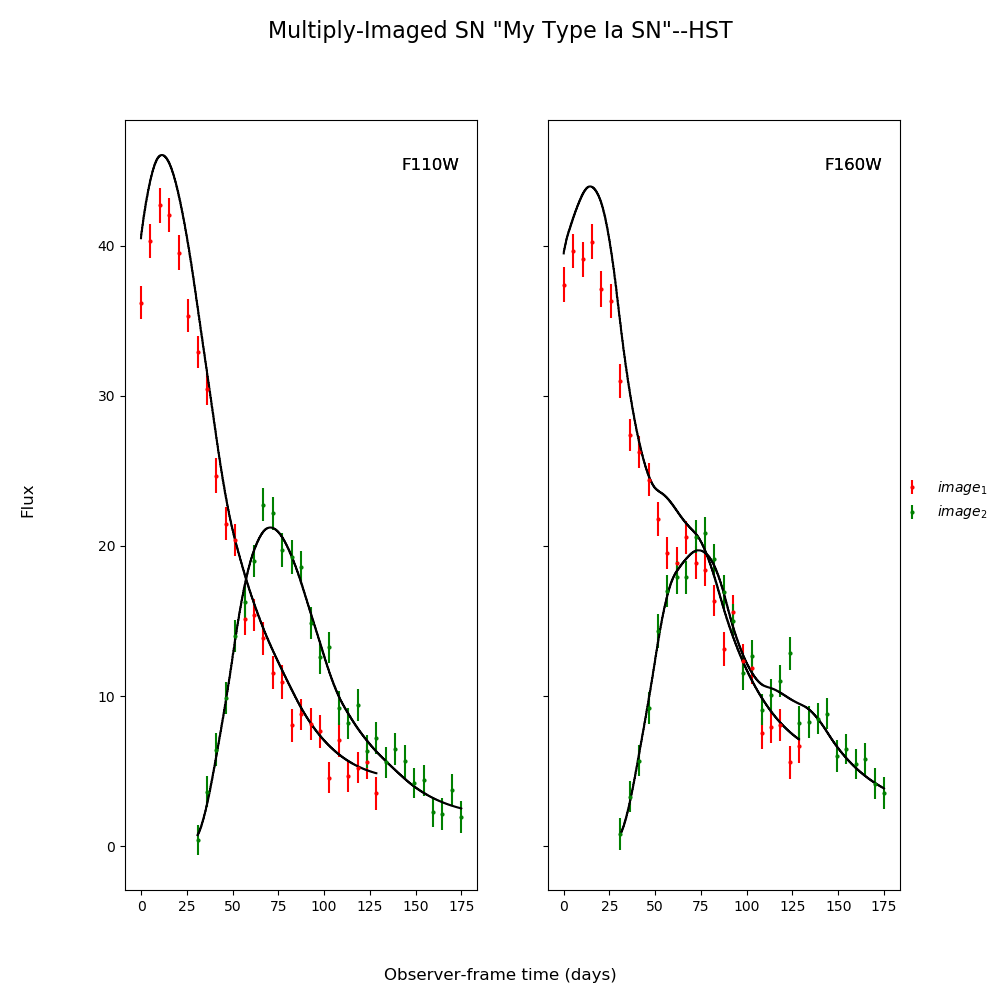 Multiply-Imaged SN "My Type Ia SN"--HST
F110W
F160W
40
30
20
10
0
Flux
image1
image2
0 25 50 75 100 125 150 175
0 25 50 75 100 125 150 175
Observer-frame time (days)